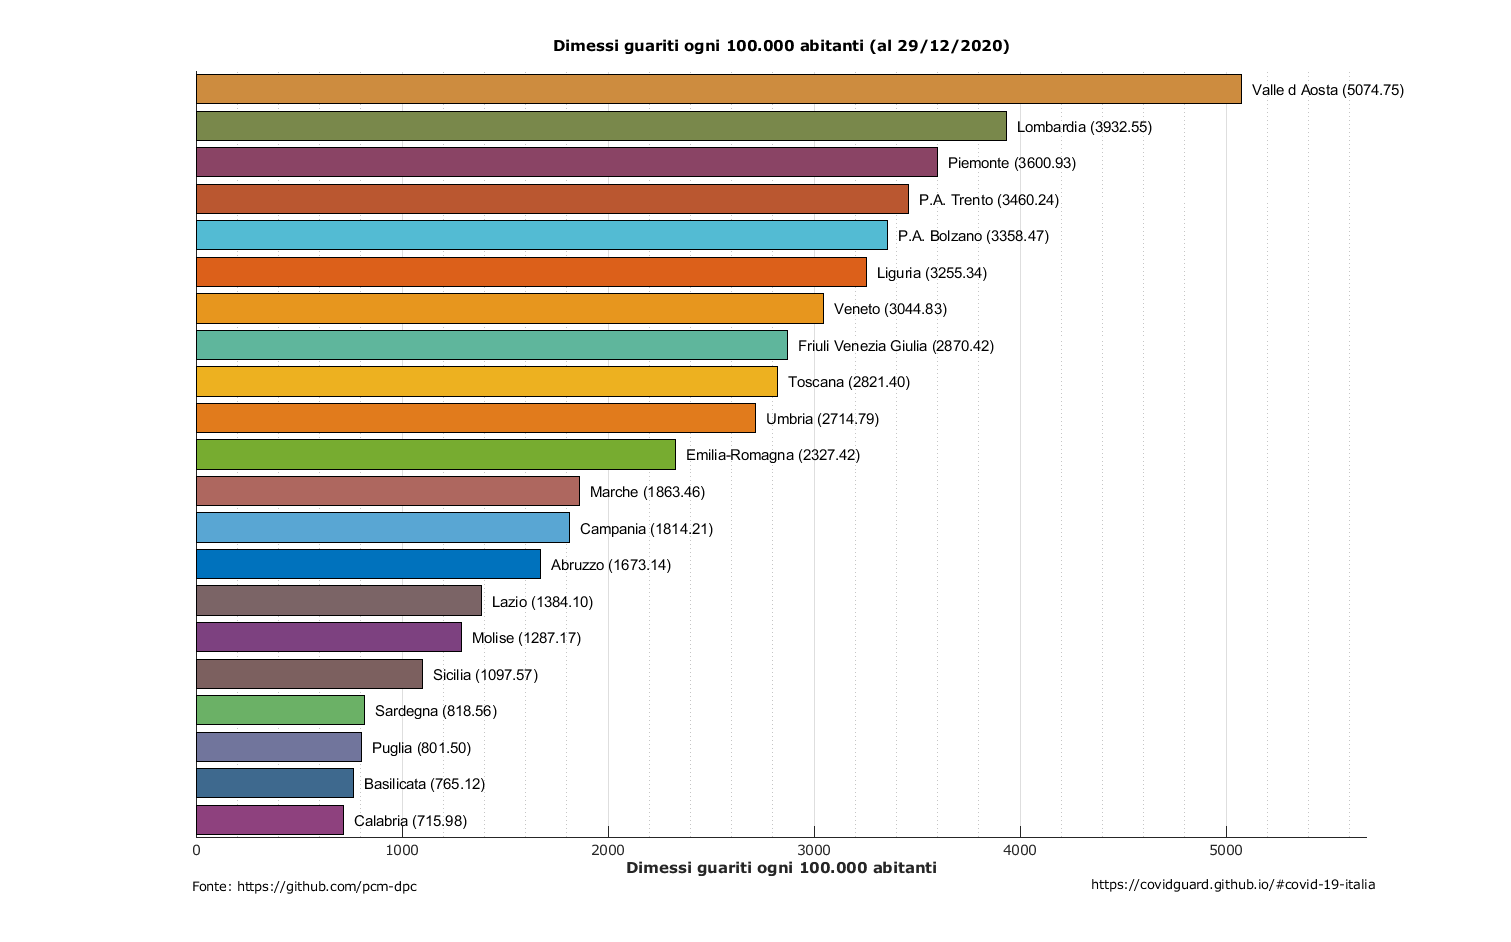 Dimessi guariti ogni 100.000 abitanti (al 29/12/2020)
Valle d Aosta (5074.75)
Lombardia (3932.55)
Piemonte (3600.93)
P.A. Trento (3460.24)
P.A. Bolzano (3358.47)
Liguria (3255.34)
Veneto (3044.83)
Friuli Venezia Giulia (2870.42)
Toscana (2821.40)
Umbria (2714.79)
Emilia-Romagna (2327.42)
Marche (1863.46)
Campania (1814.21)
Abruzzo (1673.14)
Lazio (1384.10)
Molise (1287.17)
Sicilia (1097.57)
Sardegna (818.56)
Puglia (801.50)
Basilicata (765.12)
Calabria (715.98)
0 1000 2000 3000 4000 5000
Dimessi guariti ogni 100.000 abitanti
Fonte: https://github.com/pcm-dpc
https://covidguard.github.io/#covid-19-italia